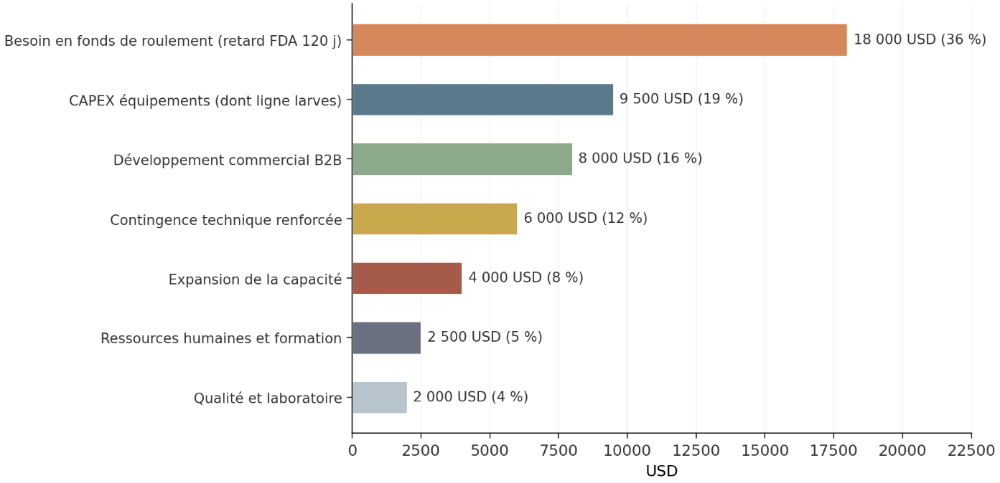 Besoin en fonds de roulement (retard FDA 120 j)
18 000 USD (36 %)
CAPEX équipements (dont ligne larves)
9 500 USD (19 %)
Développement commercial B2B
8 000 USD (16 %)
Contingence technique renforcée
6 000 USD (12 %)
Expansion de la capacité
4 000 USD (8 %)
Ressources humaines et formation
2 500 USD (5 %)
Qualité et laboratoire
2 000 USD (4 %)
0 2500 5000 7500 10000 12500 15000 17500 20000 22500
USD